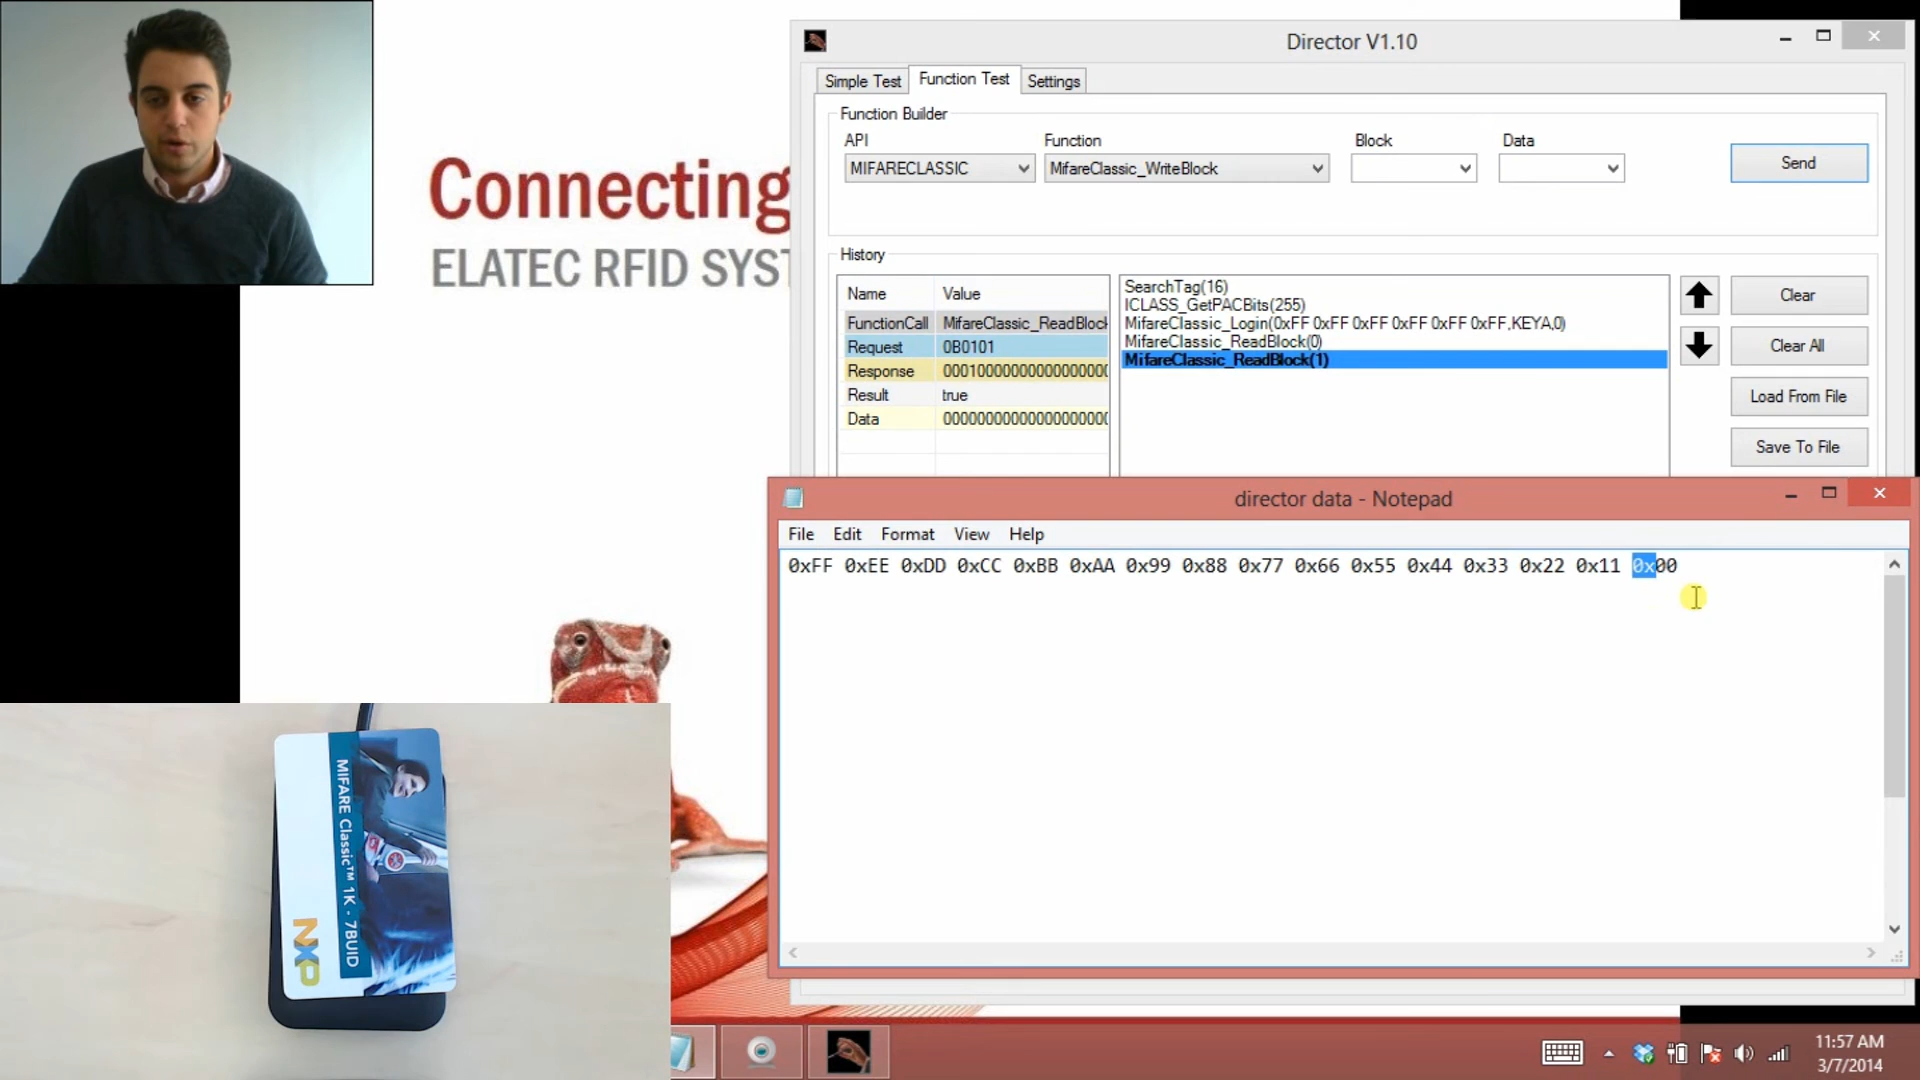 Connecting
ELATEC RFID SYST
Director V1.10
Simple Test
Function Test
Settings
Function Builder
API
Function
Block
Data
MIFARECLASSIC
MifareClassic_WriteBlock
Send
History
Name
Value
FunctionCall
MifareClassic_ReadBlock
Request
0B0101
Response
000100000000000000000
Result
true
Data
000000000000000000000
SearchTag(16)
ICLASS_GetPACBits(255)
MifareClassic_Login(0xFF 0xFF 0xFF 0xFF 0xFF 0xFF,KEYA,0)
MifareClassic_ReadBlock(0)
MifareClassic_ReadBlock(1)
Clear
Clear All
Load From File
Save To File
director data - Notepad
File Edit Format View Help
0xFF 0xEE 0xDD 0xCC 0xBB 0xAA 0x99 0x88 0x77 0x66 0x55 0x44 0x33 0x22 0x11 0x00
MIFARE Classic™ 1K - 7BUID
NXP
11:57 AM
3/7/2014